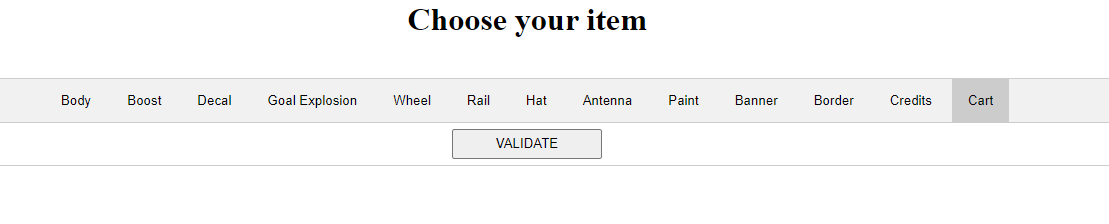 Choose your item
Body Boost Decal Goal Explosion Wheel Rail Hat Antenna Paint Banner Border Credits Cart
VALIDATE